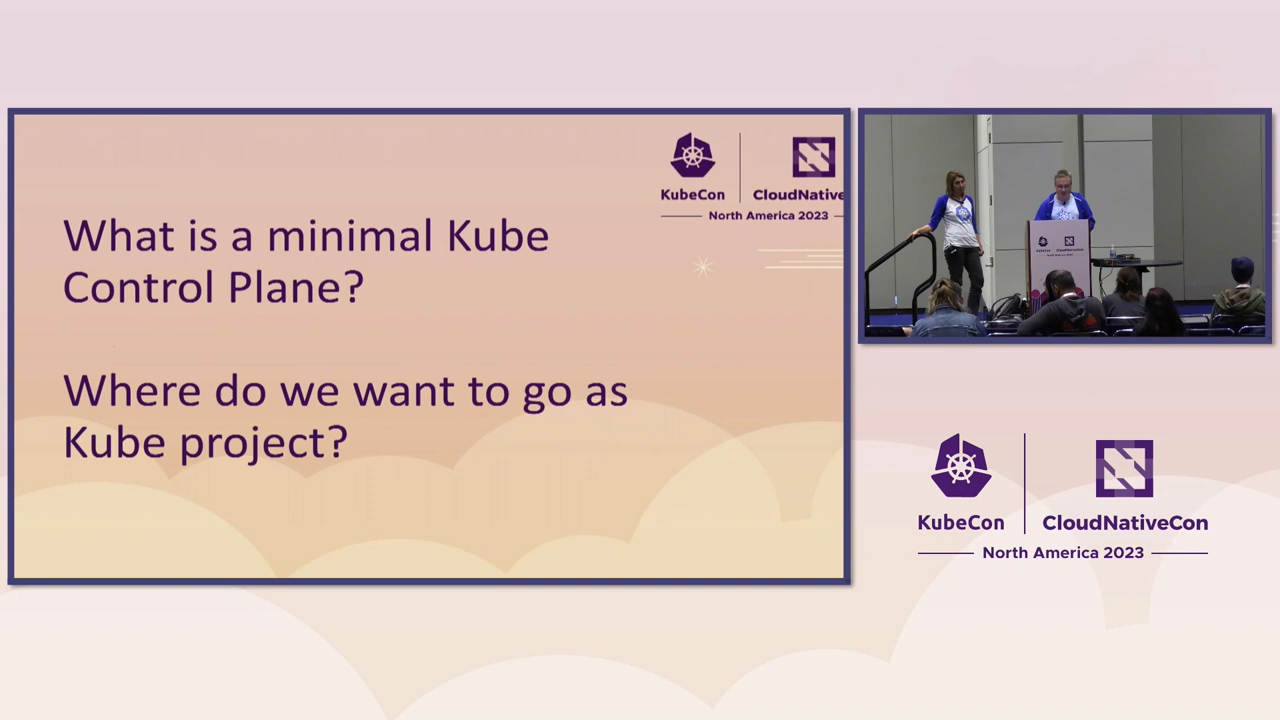 KubeCon
CloudNative
North America 2023
What is a minimal Kube
Control Plane?
Where do we want to go as
Kube project?
KubeCon
CloudNativeCon
North America 2023